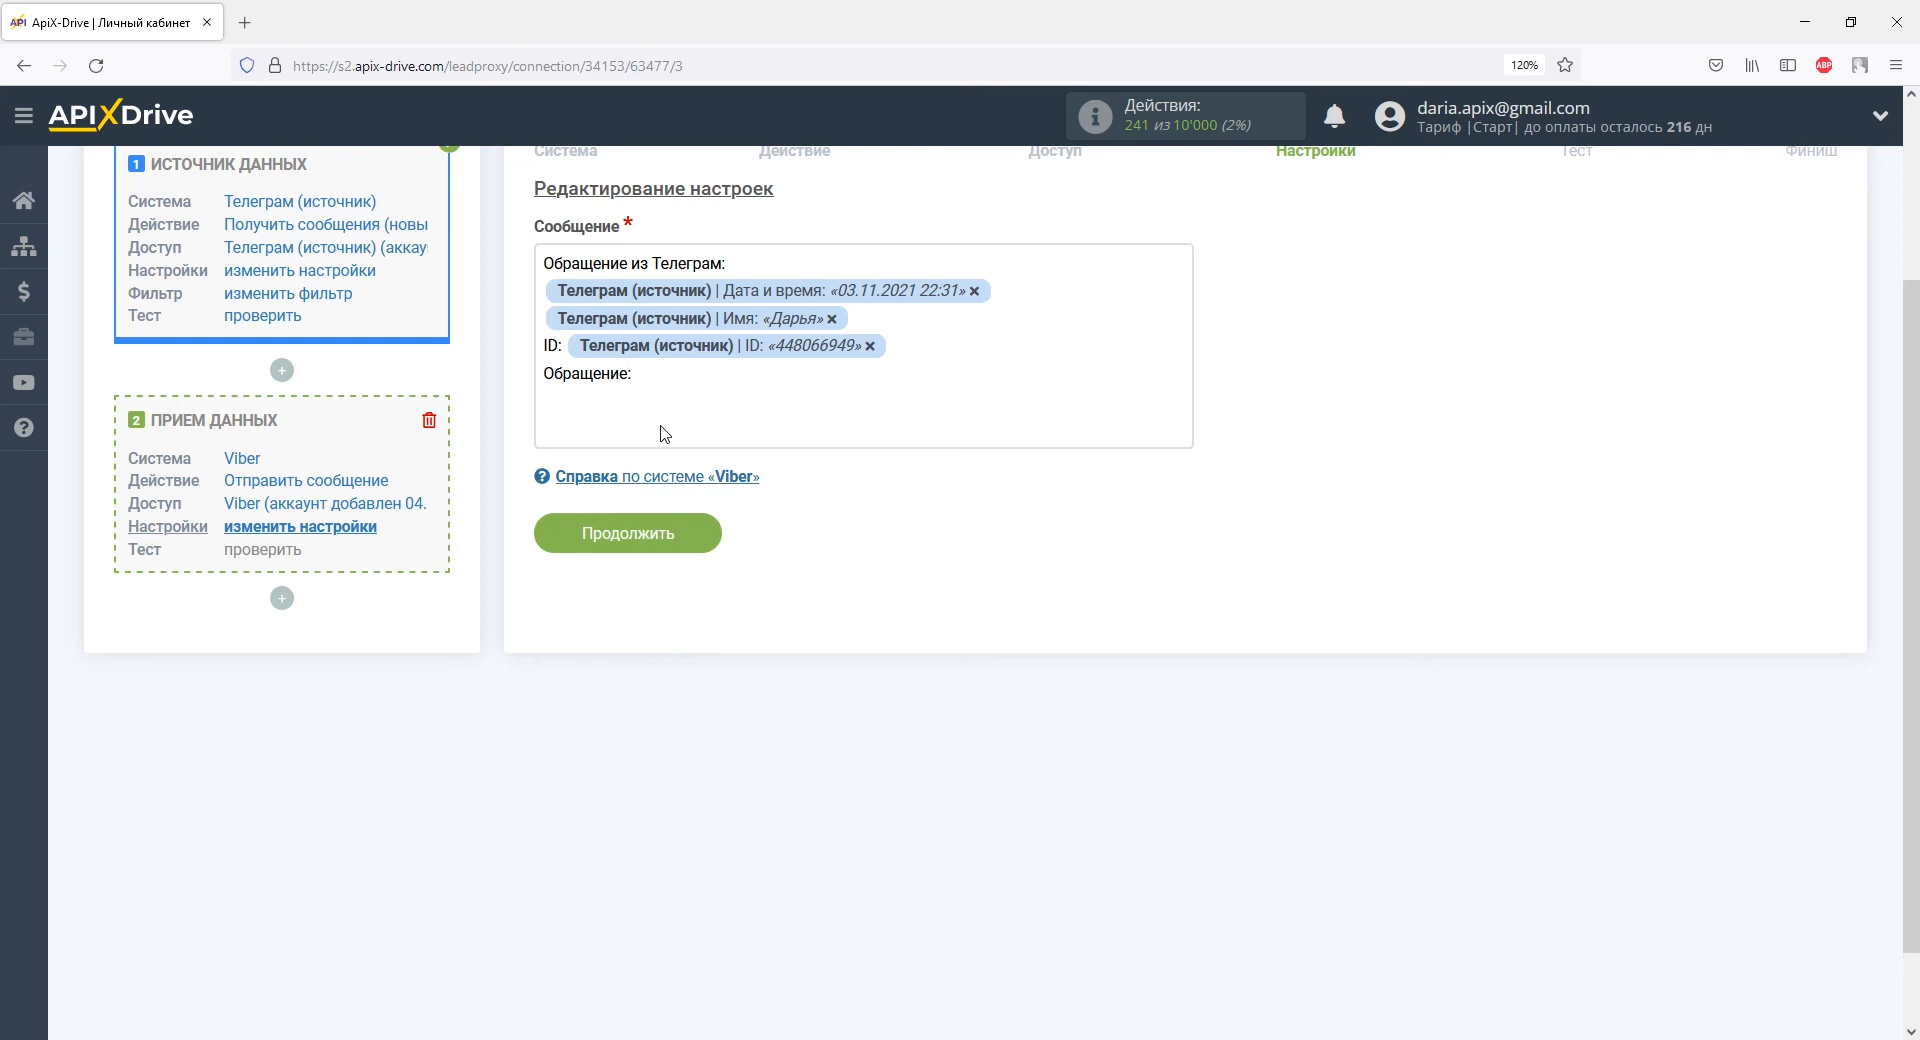 ApiX-Drive | Личный кабинет
https://s2.apix-drive.com/leadproxy/connection/34153/63477/3
120%
ABP
APIXDrive
Действия:
241 из 10'000 (2%)
daria.apix@gmail.com
Тариф |Старт| до оплаты осталось 216 дн
1 ИСТОЧНИК ДАННЫХ
Система Телеграм (источник)
Действие Получить сообщения (новы
Доступ Телеграм (источник) (аккау
Настройки изменить настройки
Фильтр изменить фильтр
Тест проверить
2 ПРИЕМ ДАННЫХ
Система Viber
Действие Отправить сообщение
Доступ Viber (аккаунт добавлен 04.
Настройки изменить настройки
Тест проверить
Система Действие Доступ Настройки Тест Финиш
Редактирование настроек
Сообщение *
Обращение из Телеграм:
Телеграм (источник) | Дата и время: «03.11.2021 22:31»
Телеграм (источник) | Имя: «Дарья»
ID: Телеграм (источник) | ID: «448066949»
Обращение:
Справка по системе «Viber»
Продолжить